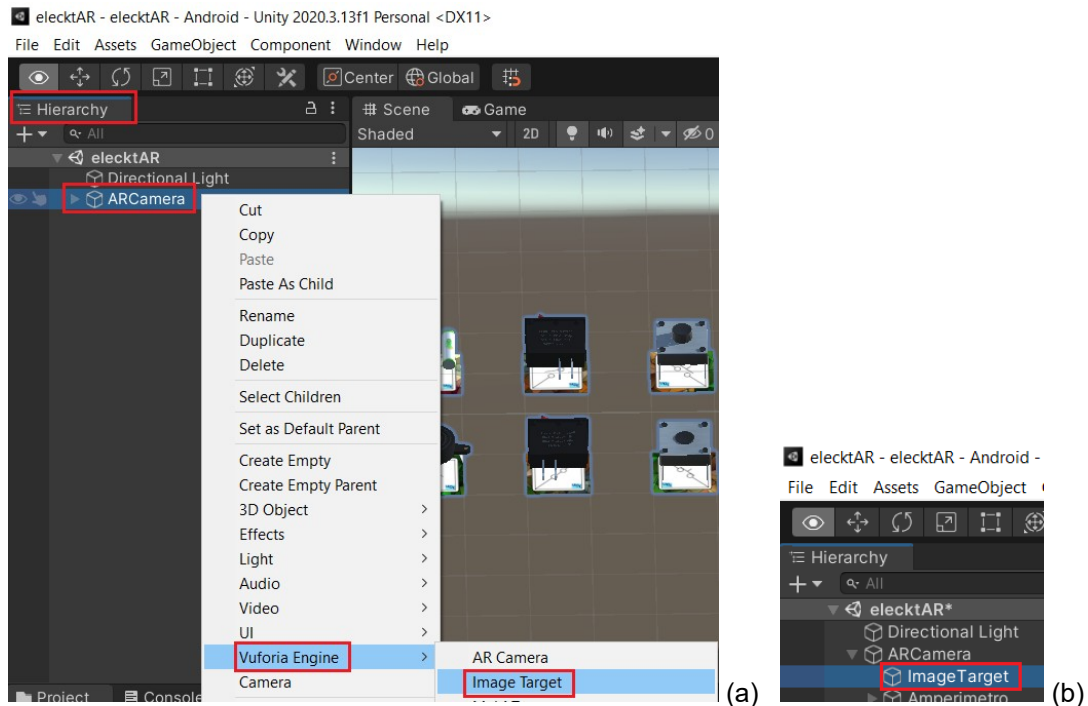 elecktAR - elecktAR - Android - Unity 2020.3.13f1 Personal <DX11>
File Edit Assets GameObject Component Window Help
Center Global
Hierarchy
Scene Game
All
Shaded 2D 0
elecktAR
Directional Light
ARCamera
Cut
Copy
Paste
Paste As Child
Rename
Duplicate
Delete
Select Children
Set as Default Parent
Create Empty
Create Empty Parent
3D Object
Effects
Light
Audio
Video
UI
Vuforia Engine
Camera
AR Camera
Image Target
Project Console
(a)
elecktAR - elecktAR - Android -
File Edit Assets GameObject
Hierarchy
All
elecktAR*
Directional Light
ARCamera
ImageTarget
Amperimetro
(b)